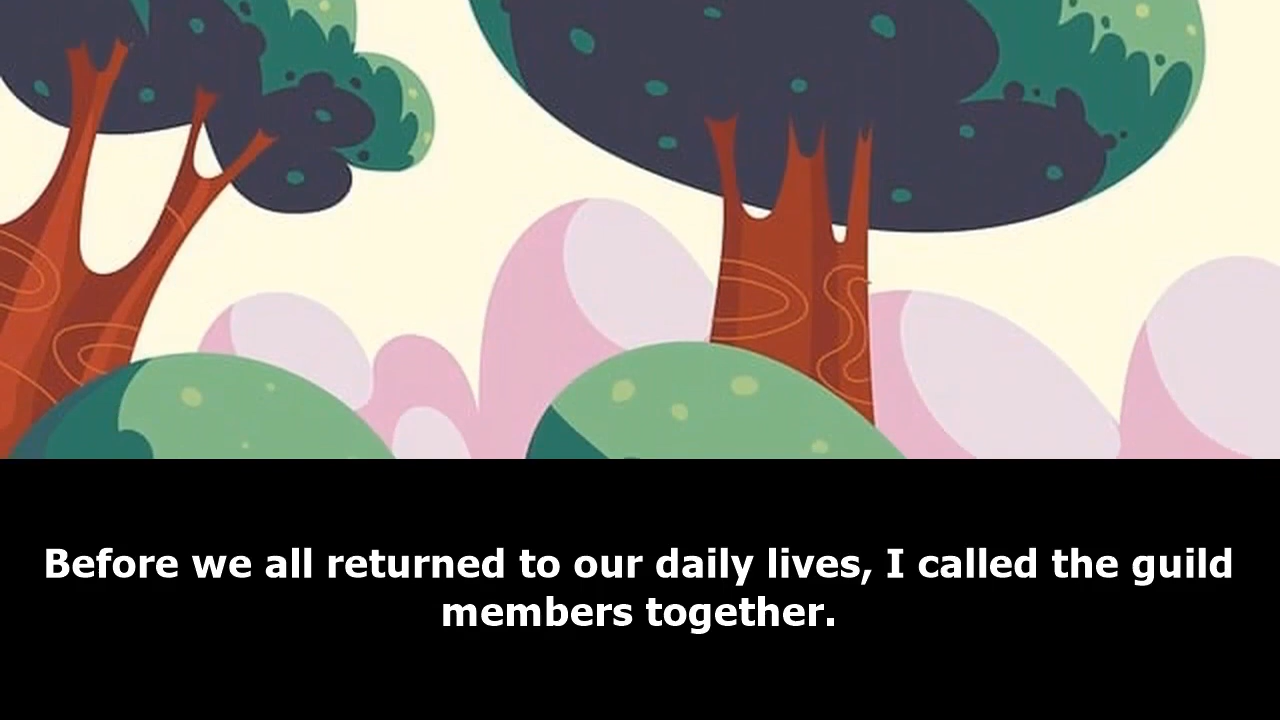 Before we all returned to our daily lives, I called the guild
members together.